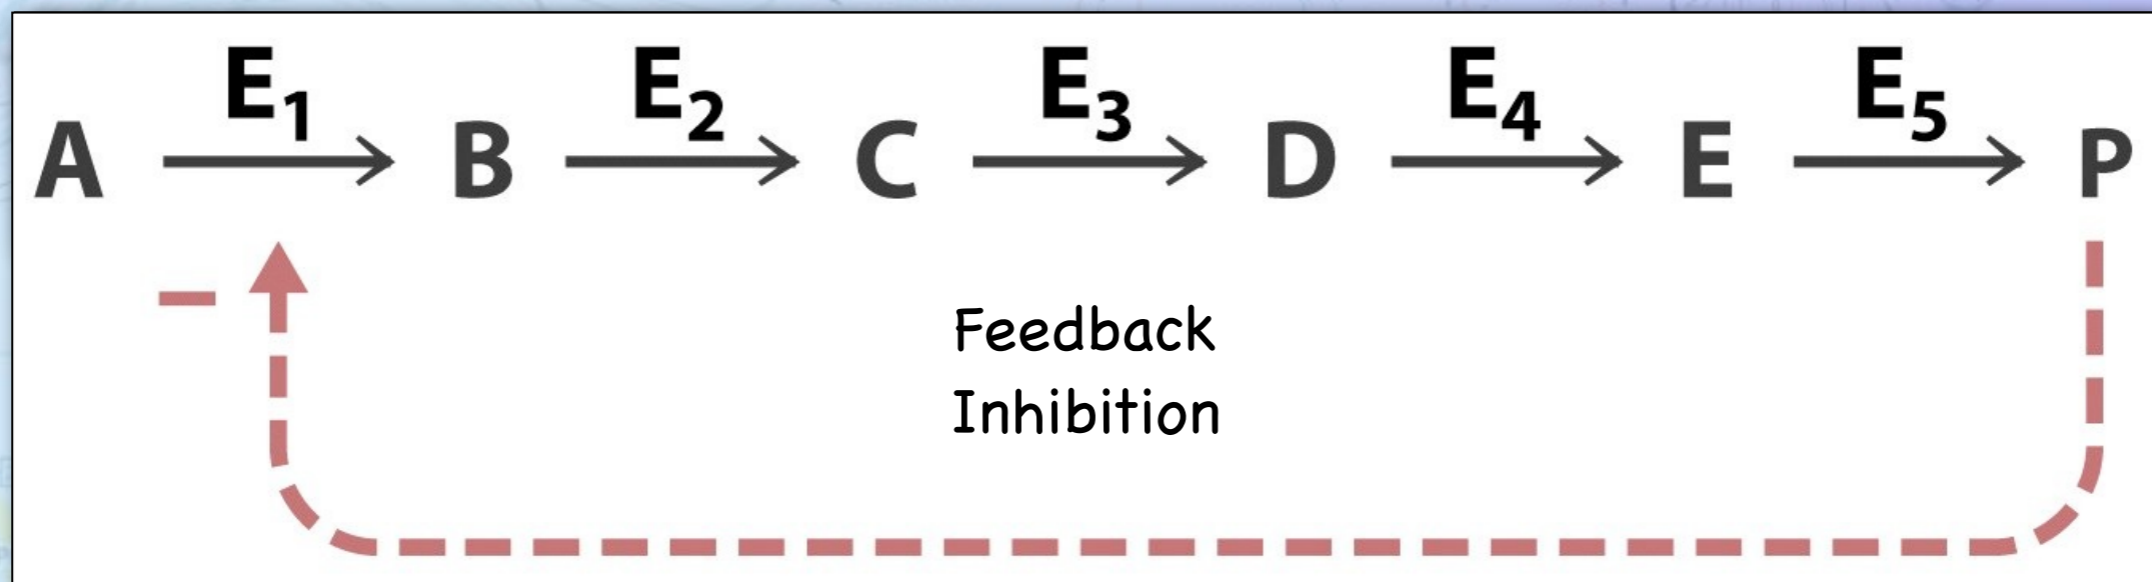 E₁ E₂ E₃ E₄ E₅
A B C D E P
–
Feedback
Inhibition